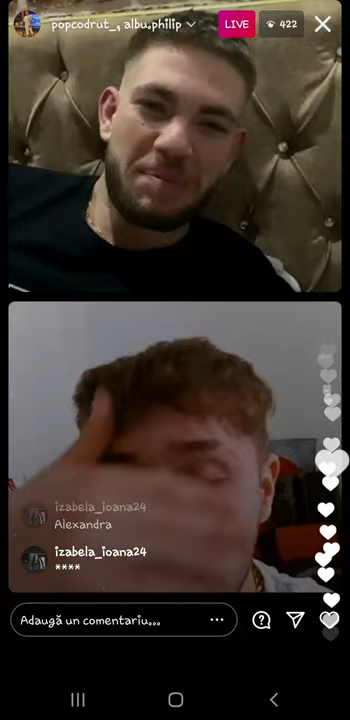 popcodrut_, albu.philip
LIVE
422
izabela_ioana24
Alexandra
izabela_ioana24
****
Adaugă un comentariu...